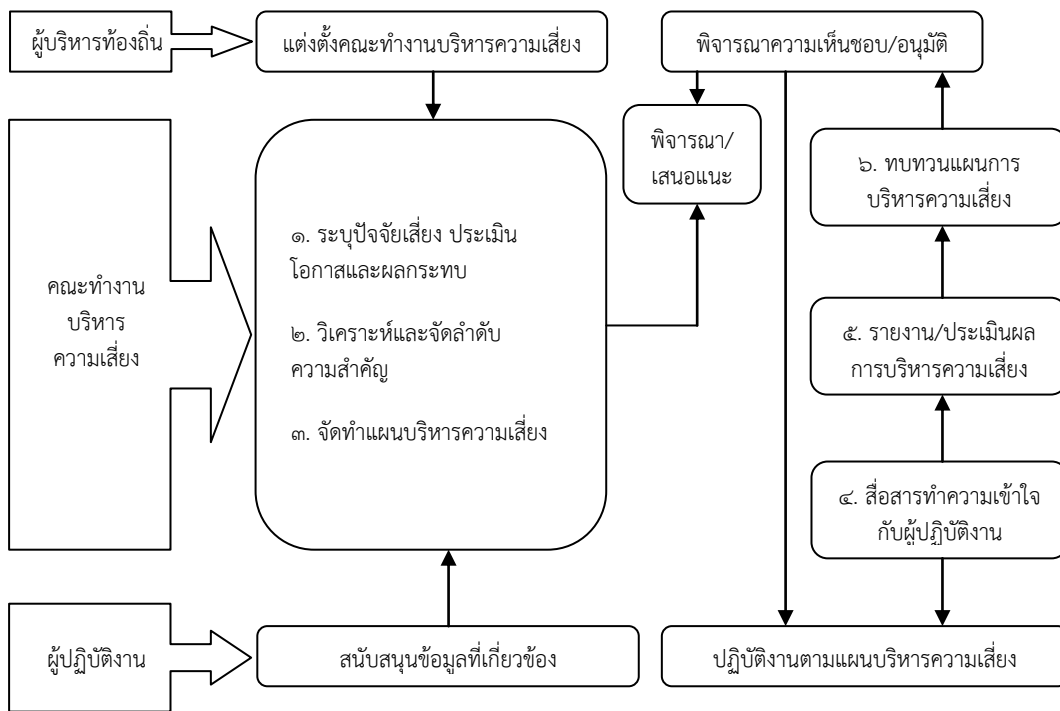 ผู้บริหารท้องถิ่น
แต่งตั้งคณะทำงานบริหารความเสี่ยง
พิจารณาความเห็นชอบ/อนุมัติ
คณะทำงาน
บริหาร
ความเสี่ยง
๑. ระบุปัจจัยเสี่ยง ประเมิน
โอกาสและผลกระทบ
๒. วิเคราะห์และจัดลำดับ
ความสำคัญ
๓. จัดทำแผนบริหารความเสี่ยง
พิจารณา/
เสนอแนะ
๖. ทบทวนแผนการ
บริหารความเสี่ยง
๕. รายงาน/ประเมินผล
การบริหารความเสี่ยง
๔. สื่อสารทำความเข้าใจ
กับผู้ปฏิบัติงาน
ผู้ปฏิบัติงาน
สนับสนุนข้อมูลที่เกี่ยวข้อง
ปฏิบัติงานตามแผนบริหารความเสี่ยง